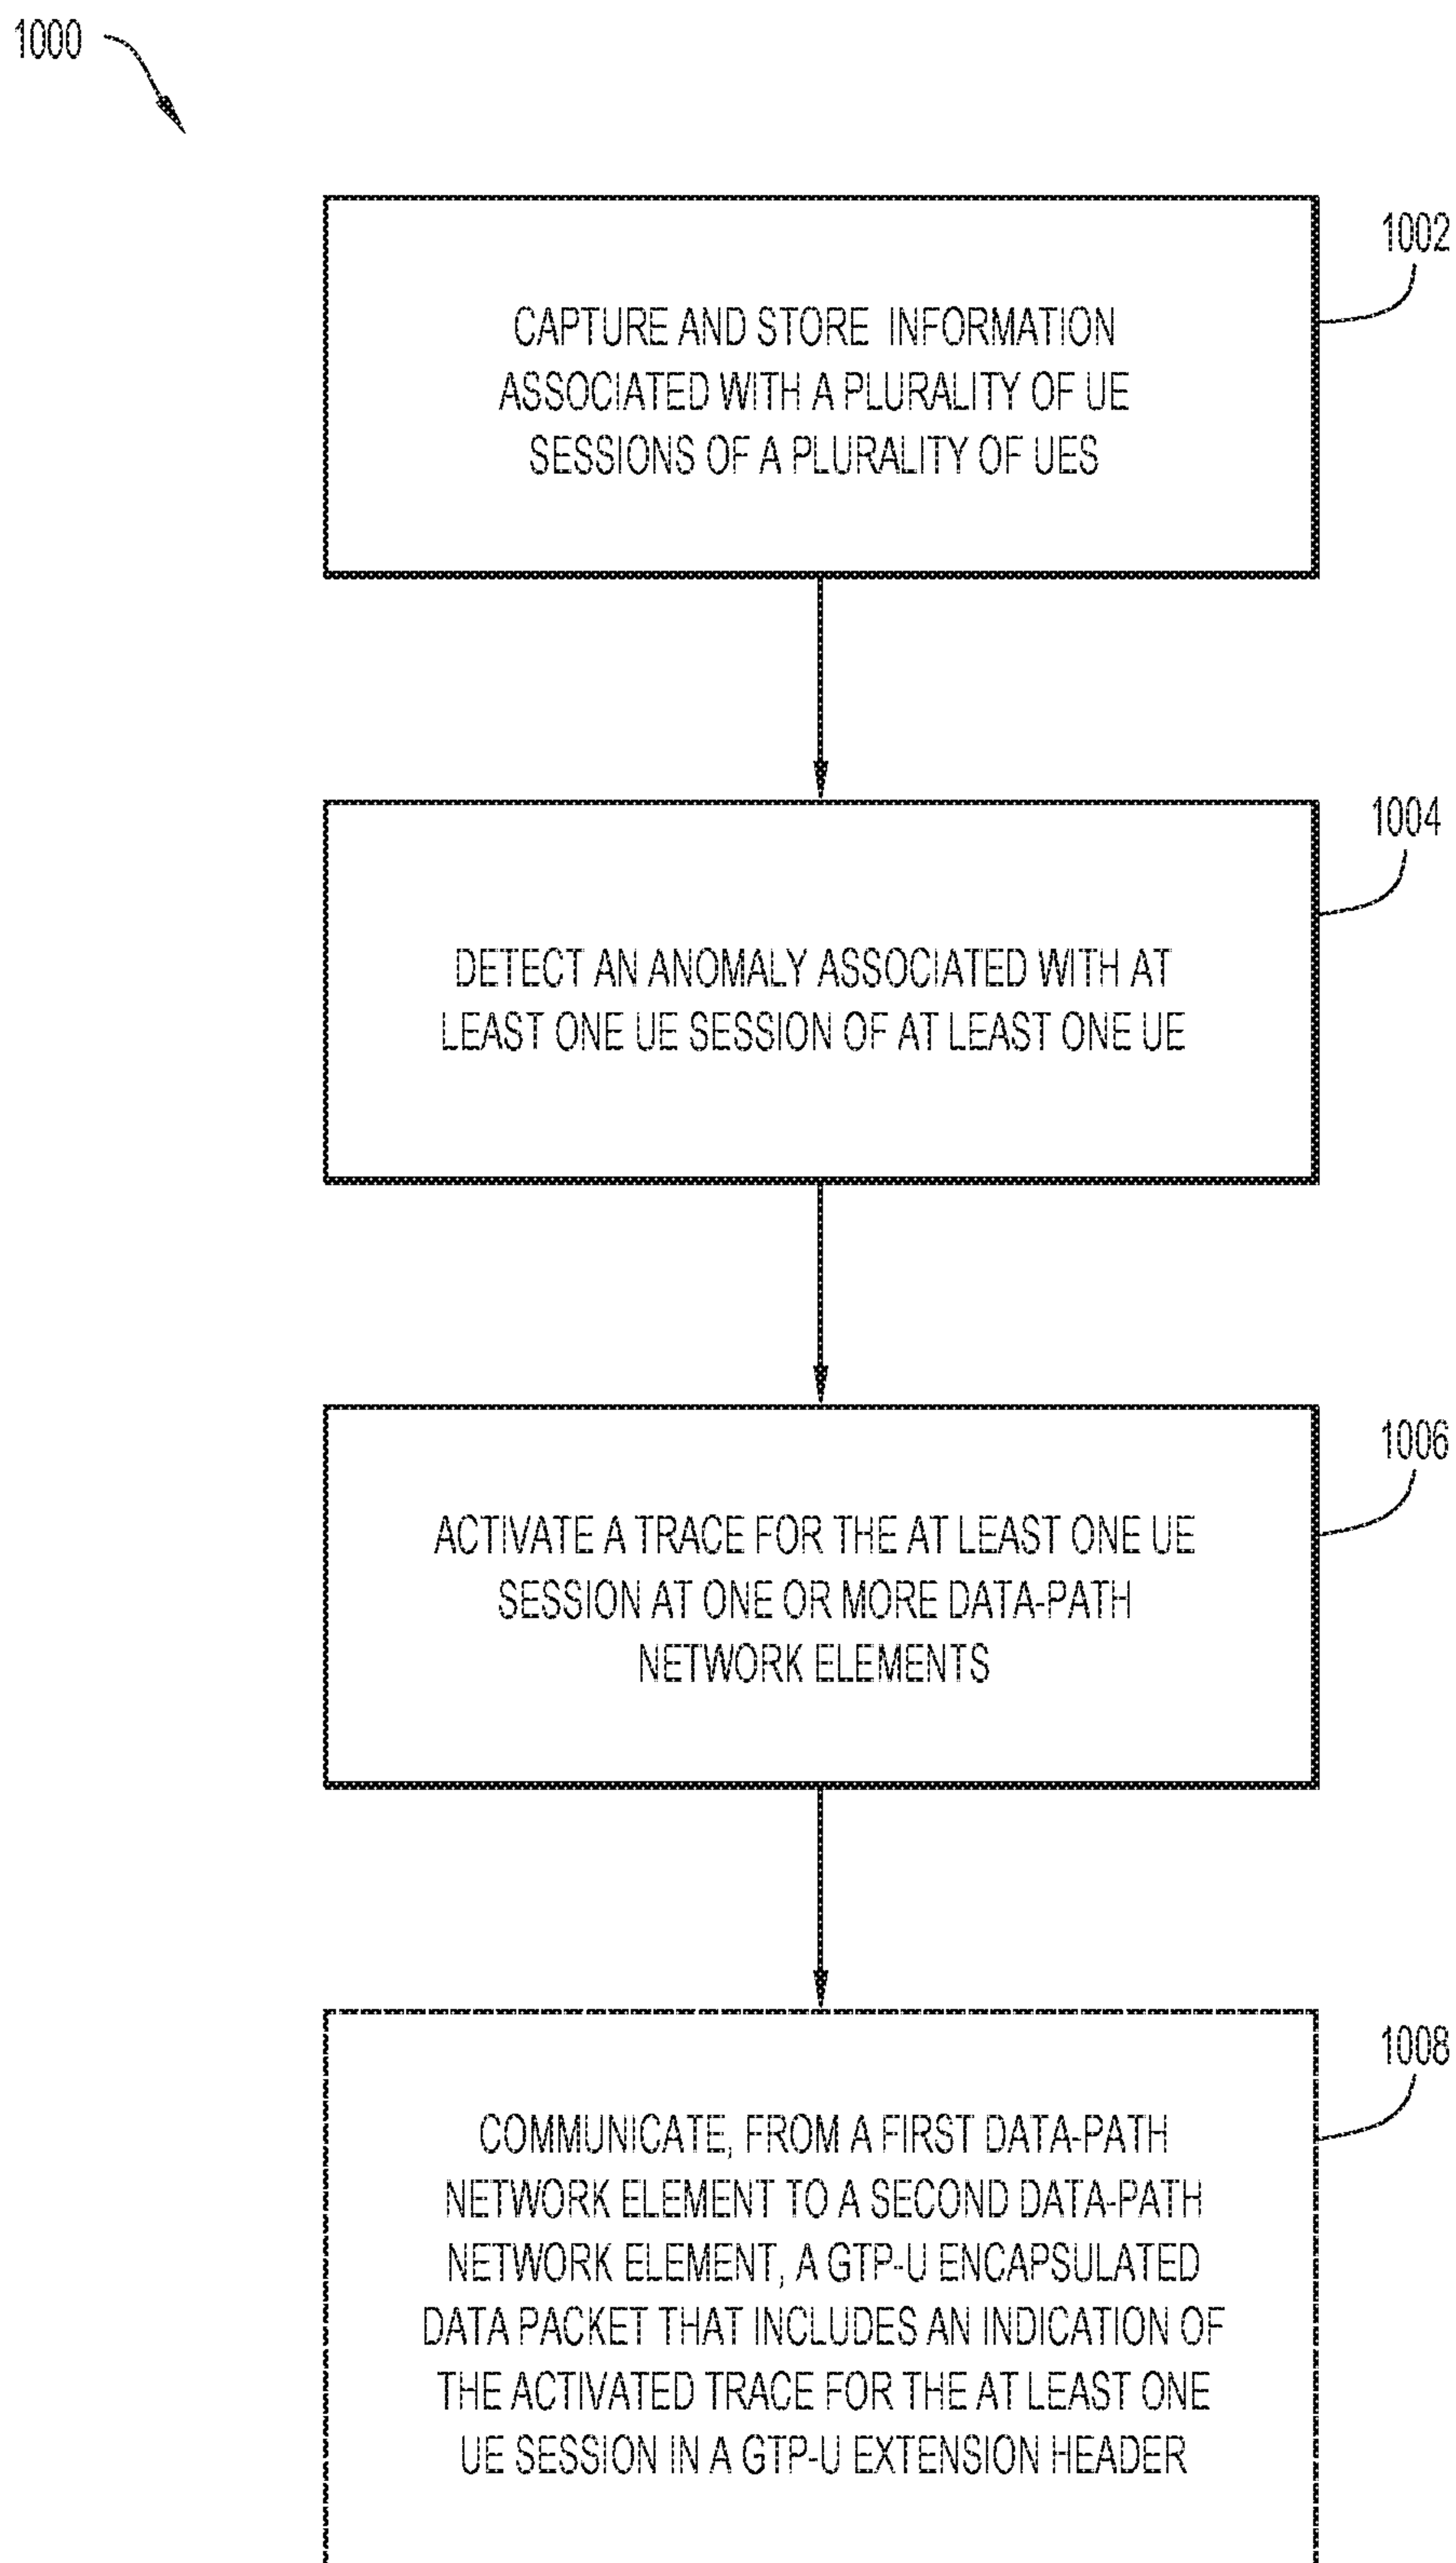 1000
1002
CAPTURE AND STORE INFORMATION
ASSOCIATED WITH A PLURALITY OF UE
SESSIONS OF A PLURALITY OF UES
1004
DETECT AN ANOMALY ASSOCIATED WITH AT
LEAST ONE UE SESSION OF AT LEAST ONE UE
1006
ACTIVATE A TRACE FOR THE AT LEAST ONE UE
SESSION AT ONE OR MORE DATA-PATH
NETWORK ELEMENTS
1008
COMMUNICATE, FROM A FIRST DATA-PATH
NETWORK ELEMENT TO A SECOND DATA-PATH
NETWORK ELEMENT, A GTP-U ENCAPSULATED
DATA PACKET THAT INCLUDES AN INDICATION OF
THE ACTIVATED TRACE FOR THE AT LEAST ONE
UE SESSION IN A GTP-U EXTENSION HEADER